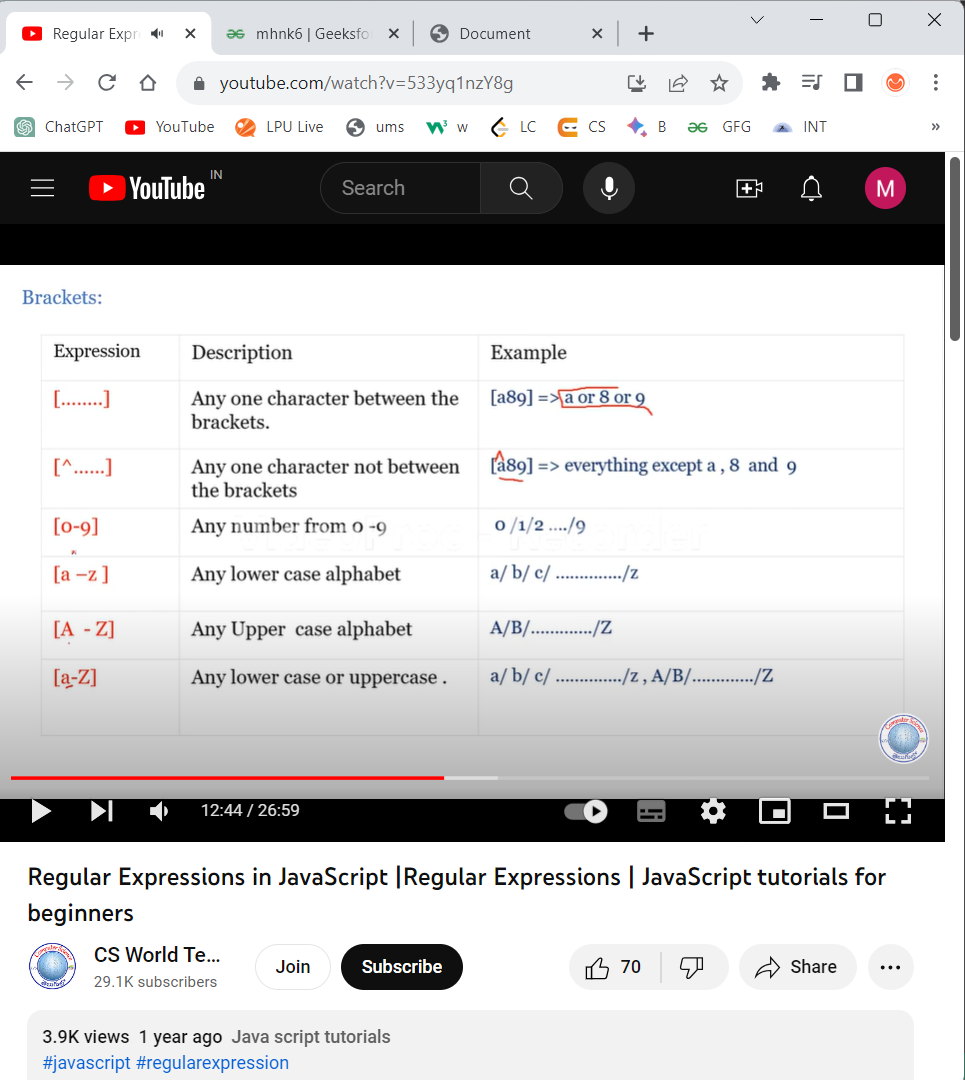 Regular Expr
mhnk6 | Geeksfo
Document
youtube.com/watch?v=533yq1nzY8g
ChatGPT YouTube LPU Live ums w LC CS B GFG INT »
YouTube IN
Search
M
Brackets:
Expression Description Example
[........] Any one character between the brackets. [a89] => a or 8 or 9
[^......] Any one character not between the brackets [^a89] => everything except a , 8 and 9
[0-9] Any number from 0 -9 0 /1/2 ..../9
[a –z ] Any lower case alphabet a/ b/ c/ ............../z
[A - Z] Any Upper case alphabet A/B/............./Z
[a-Z] Any lower case or uppercase . a/ b/ c/ ............../z , A/B/............./Z
12:44 / 26:59
Regular Expressions in JavaScript |Regular Expressions | JavaScript tutorials for
beginners
CS World Te...
29.1K subscribers
Join
Subscribe
70
Share
3.9K views 1 year ago Java script tutorials
#javascript #regularexpression